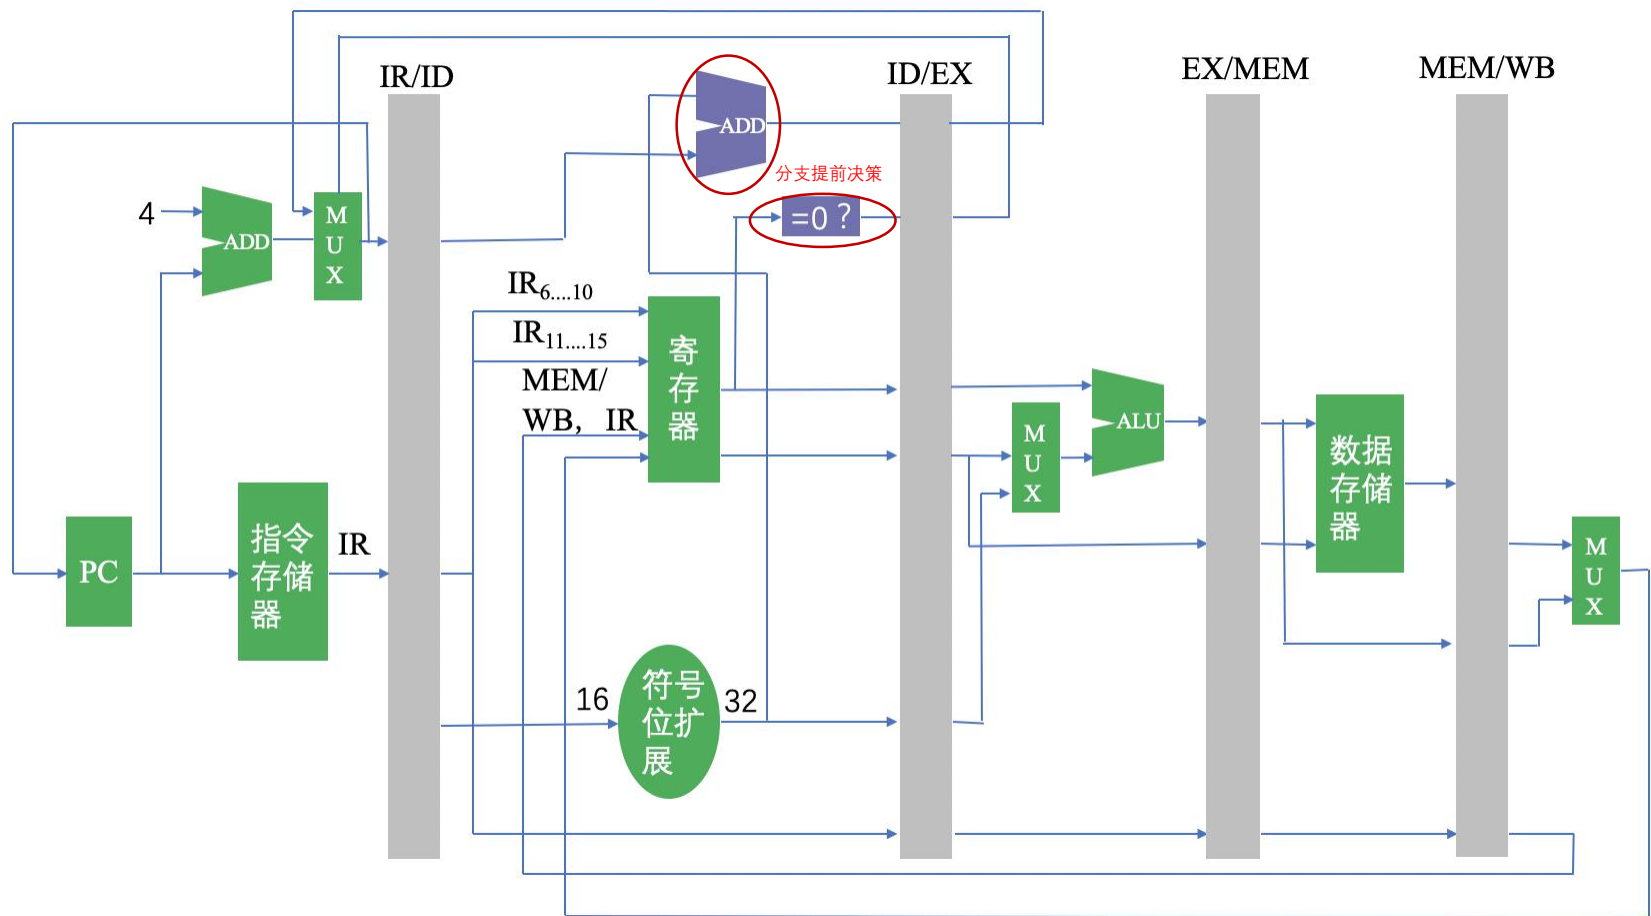 IR/ID
ID/EX
EX/MEM
MEM/WB
ADD
分支提前决策
=0？
4
ADD
M
U
X
IR6....10
IR11....15
MEM/
WB， IR
寄
存
器
M
U
X
ALU
数据
存储
器
PC
指令
存储
器
IR
M
U
X
16
符号
位扩
展
32